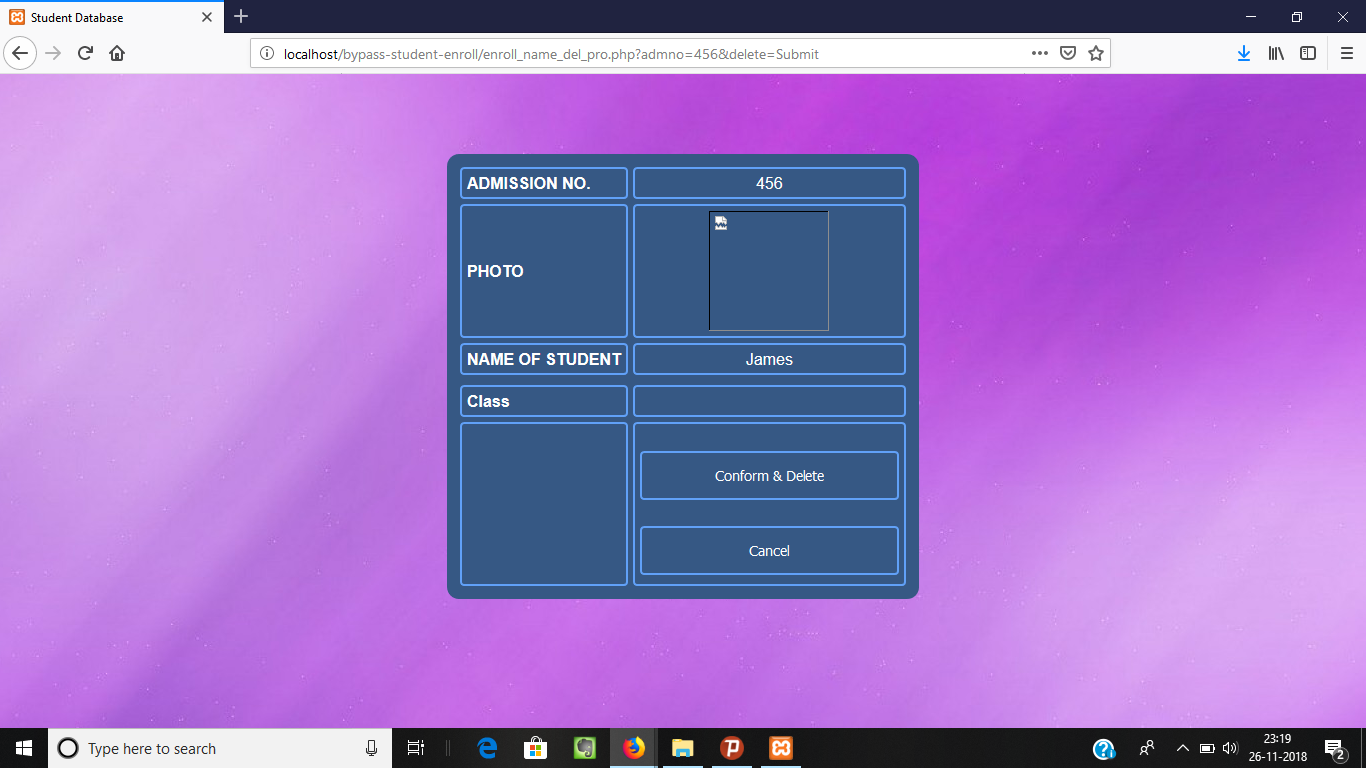 Student Database
localhost/bypass-student-enroll/enroll_name_del_pro.php?admno=456&delete=Submit
ADMISSION NO. 456
PHOTO
NAME OF STUDENT James
Class
Conform & Delete
Cancel
Type here to search
23:19
26-11-2018
2